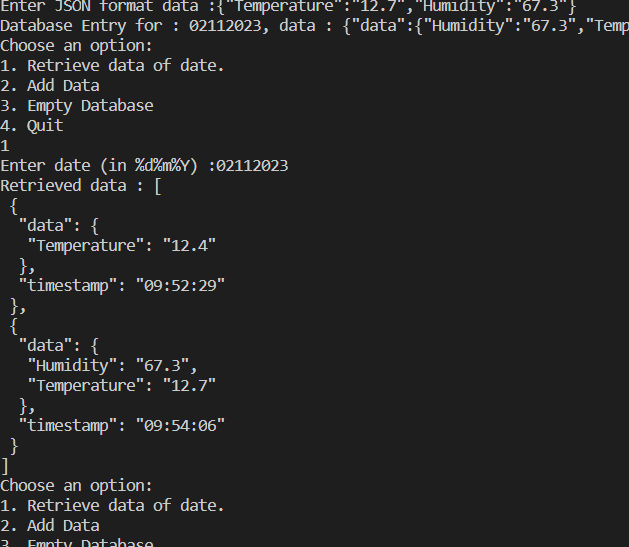 Enter JSON format data :{"Temperature":"12.7","Humidity":"67.3"}
Database Entry for : 02112023, data : {"data":{"Humidity":"67.3","Temp
Choose an option:
1. Retrieve data of date.
2. Add Data
3. Empty Database
4. Quit
1
Enter date (in %d%m%Y) :02112023
Retrieved data : [
 {
  "data": {
   "Temperature": "12.4"
  },
  "timestamp": "09:52:29"
 },
 {
  "data": {
   "Humidity": "67.3",
   "Temperature": "12.7"
  },
  "timestamp": "09:54:06"
 }
]
Choose an option:
1. Retrieve data of date.
2. Add Data
3. Empty Database